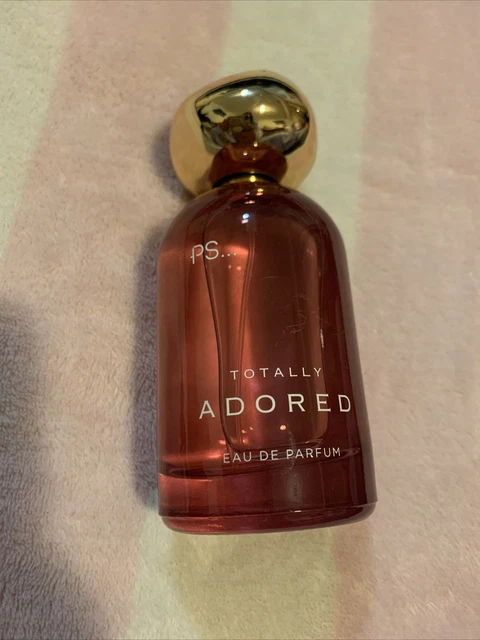 PS...
TOTALLY
ADORED
EAU DE PARFUM